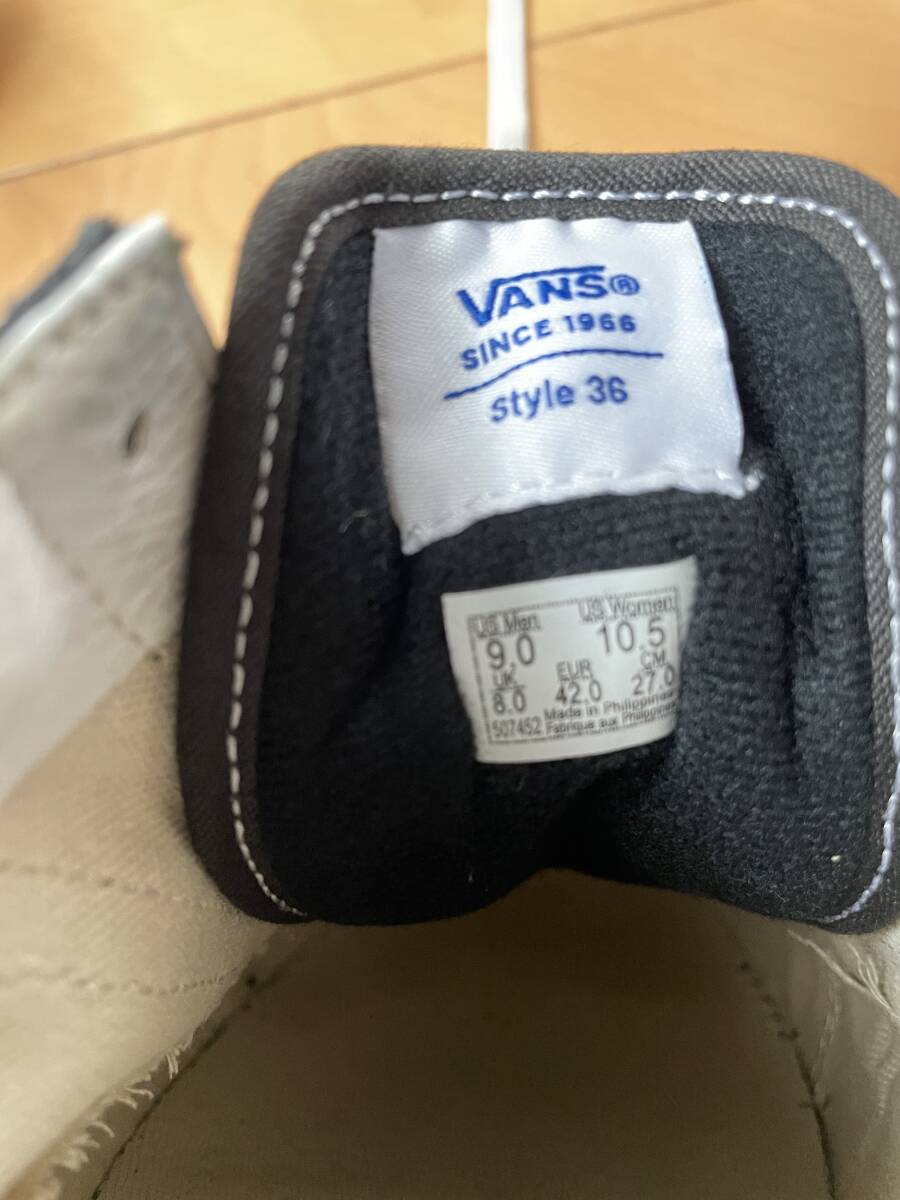 VANS®
SINCE 1966
style 36
US Men US Women
9.0 10.5
UK EUR CM
8.0 42.0 27.0
Made in Philippines
507452 Fabrique aux Philippines